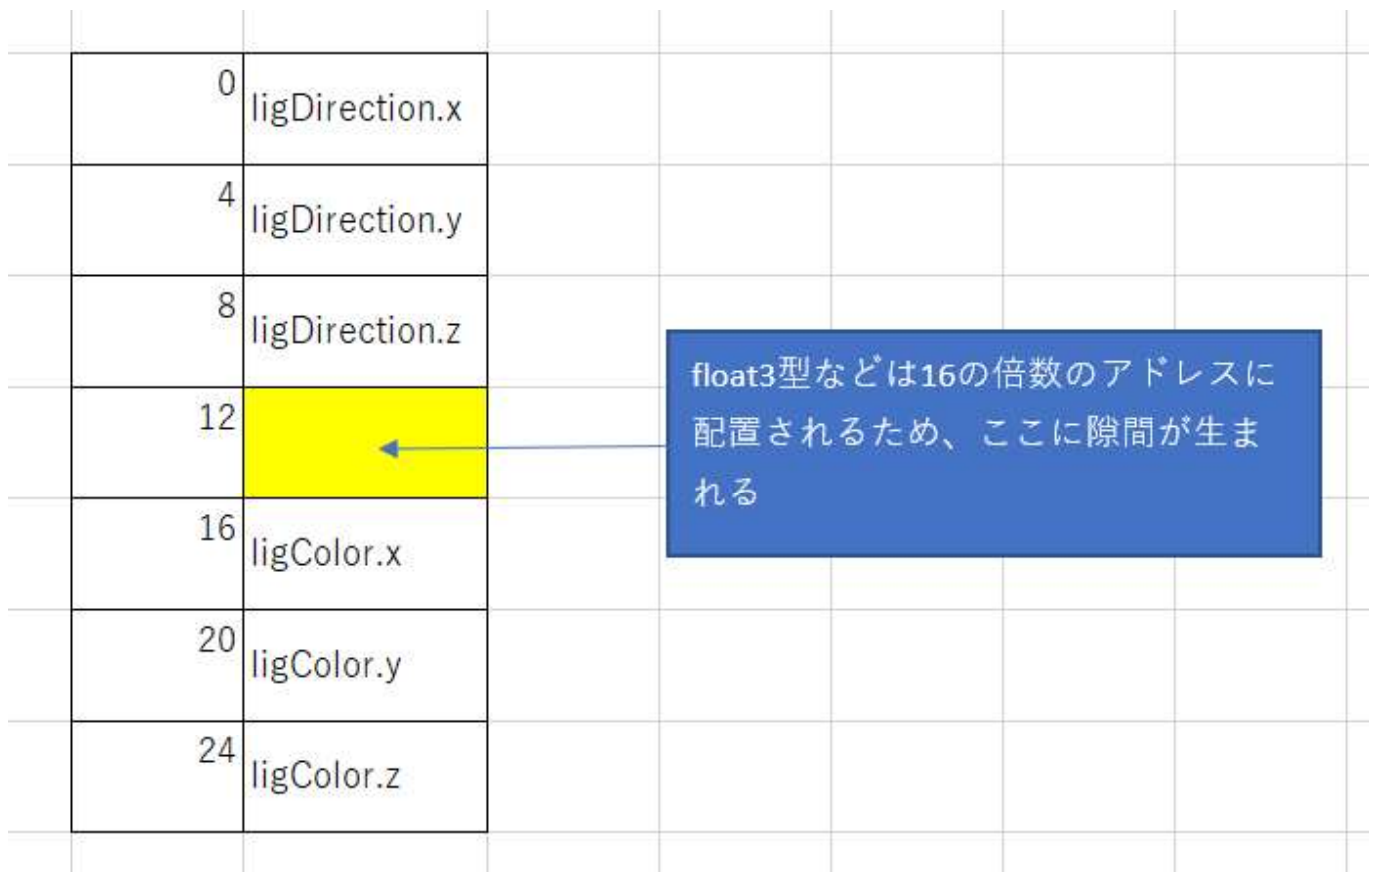 0 ligDirection.x
4 ligDirection.y
8 ligDirection.z
12
16 ligColor.x
20 ligColor.y
24 ligColor.z
float3型などは16の倍数のアドレスに
配置されるため、ここに隙間が生ま
れる